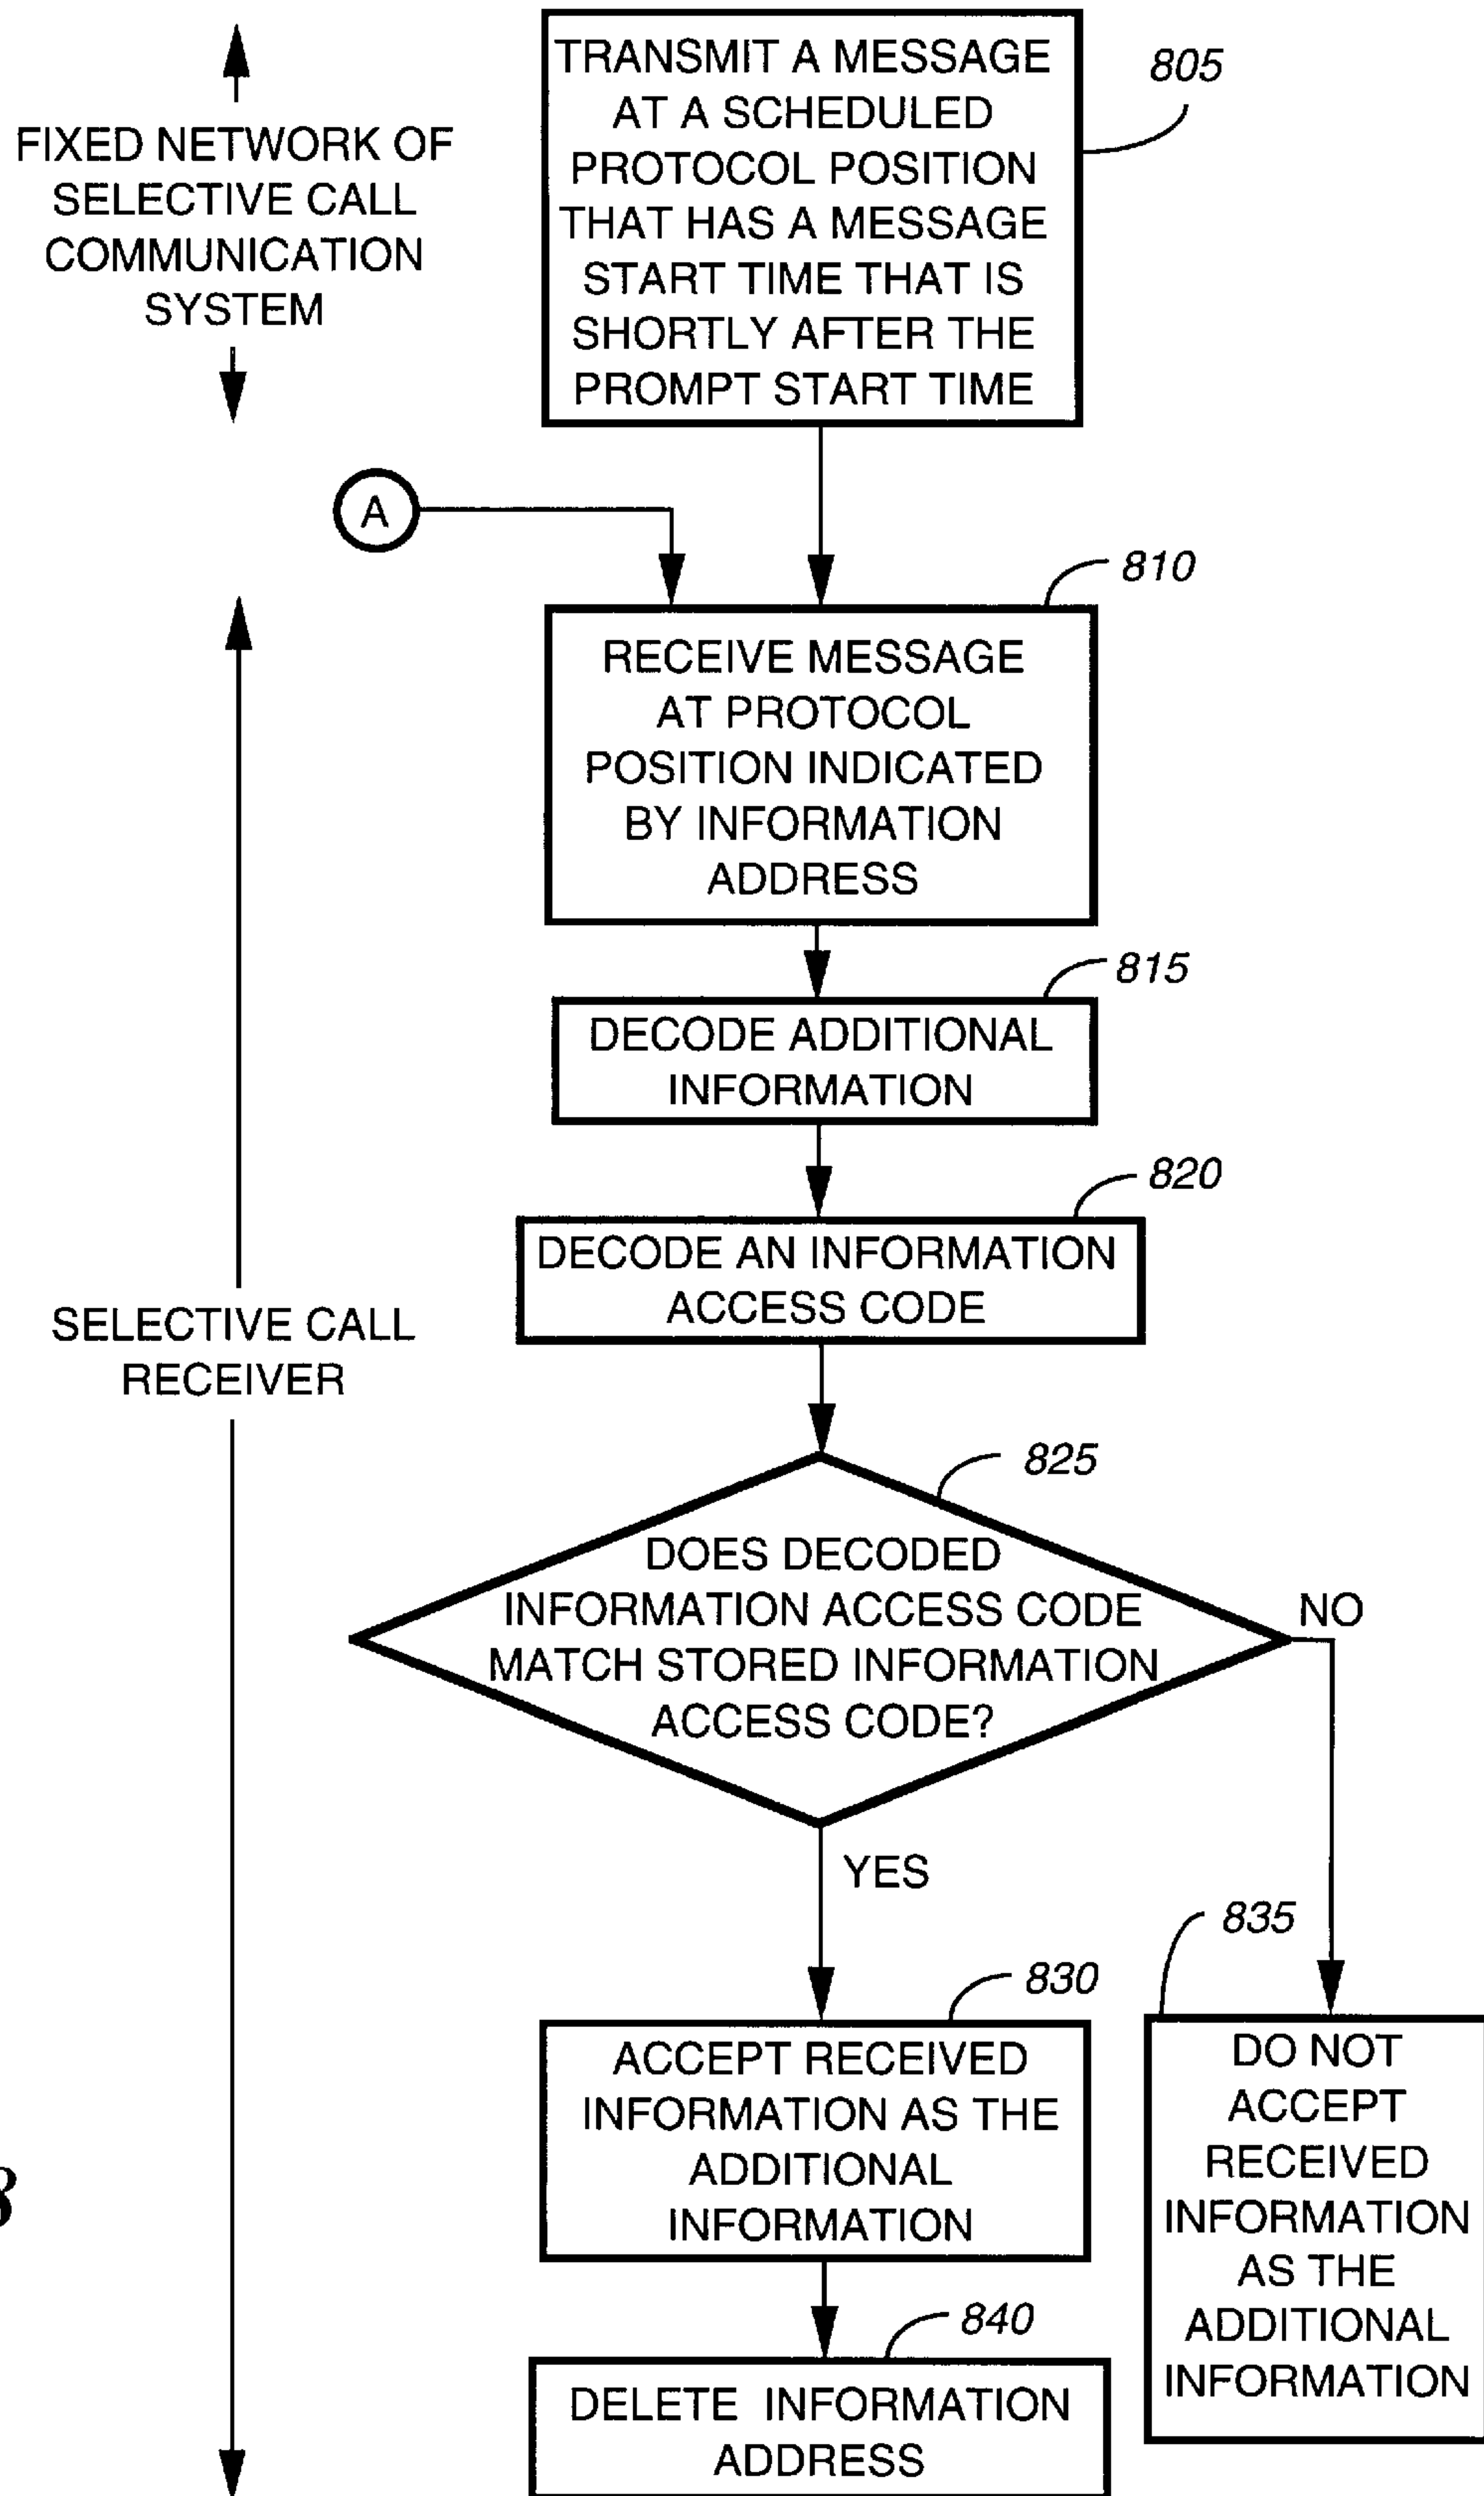 TRANSMIT A MESSAGE
AT A SCHEDULED
PROTOCOL POSITION
THAT HAS A MESSAGE
START TIME THAT IS
SHORTLY AFTER THE
PROMPT START TIME
805
FIXED NETWORK OF
SELECTIVE CALL
COMMUNICATION
SYSTEM
A
810
RECEIVE MESSAGE
AT PROTOCOL
POSITION INDICATED
BY INFORMATION
ADDRESS
815
DECODE ADDITIONAL
INFORMATION
820
DECODE AN INFORMATION
ACCESS CODE
SELECTIVE CALL
RECEIVER
825
DOES DECODED
INFORMATION ACCESS CODE
MATCH STORED INFORMATION
ACCESS CODE?
NO
YES
835
830
ACCEPT RECEIVED
INFORMATION AS THE
ADDITIONAL
INFORMATION
DO NOT
ACCEPT
RECEIVED
INFORMATION
AS THE
ADDITIONAL
INFORMATION
840
DELETE INFORMATION
ADDRESS